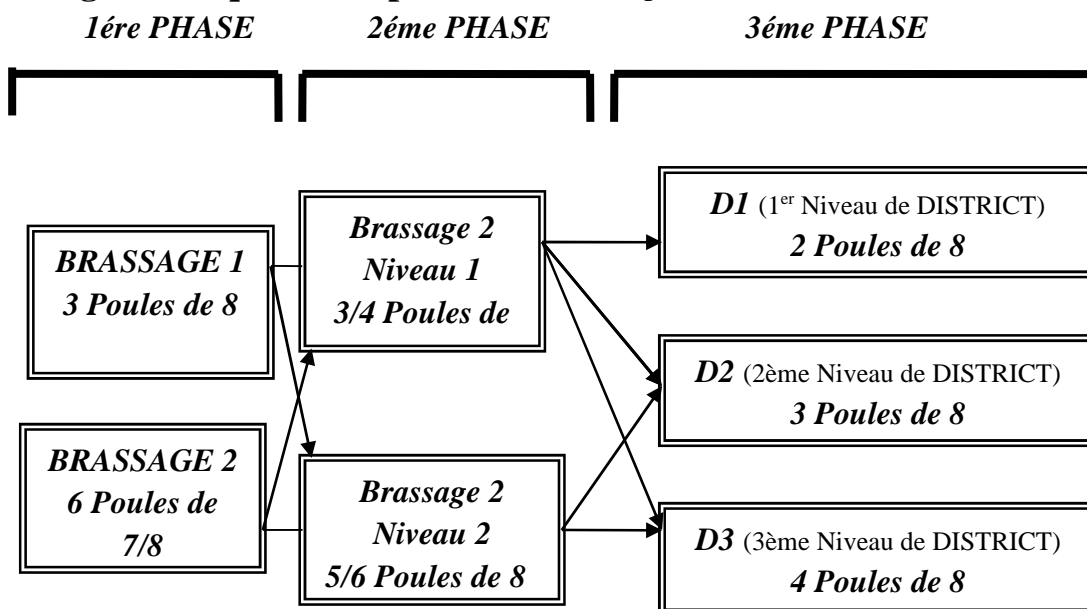 1ére PHASE
2éme PHASE
3éme PHASE
BRASSAGE 1
3 Poules de 8
BRASSAGE 2
6 Poules de
7/8
Brassage 2
Niveau 1
3/4 Poules de
Brassage 2
Niveau 2
5/6 Poules de 8
D1 (1er Niveau de DISTRICT)
2 Poules de 8
D2 (2ème Niveau de DISTRICT)
3 Poules de 8
D3 (3ème Niveau de DISTRICT)
4 Poules de 8